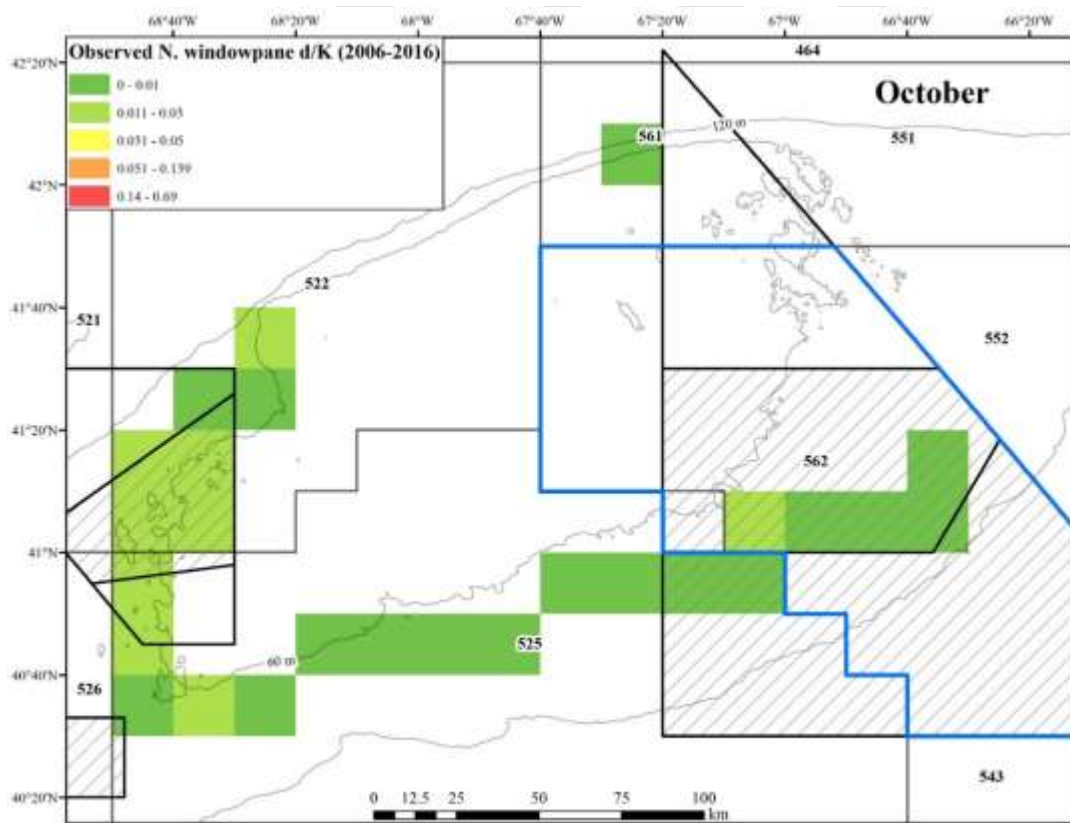 68°40'W 68°20'W 67°40'W 67°20'W 67°0'W 66°40'W 66°20'W
Observed N. windowpane d/K (2006-2016)
0 - 0.01
0.011 - 0.03
0.031 - 0.05
0.051 - 0.139
0.14 - 0.69
October
42°20'N
42°N
41°40'N
41°20'N
41°N
40°40'N
40°20'N
464
561
120 m
551
522
521
552
562
525
60 m
526
543
0 12.5 25 50 75 100
km